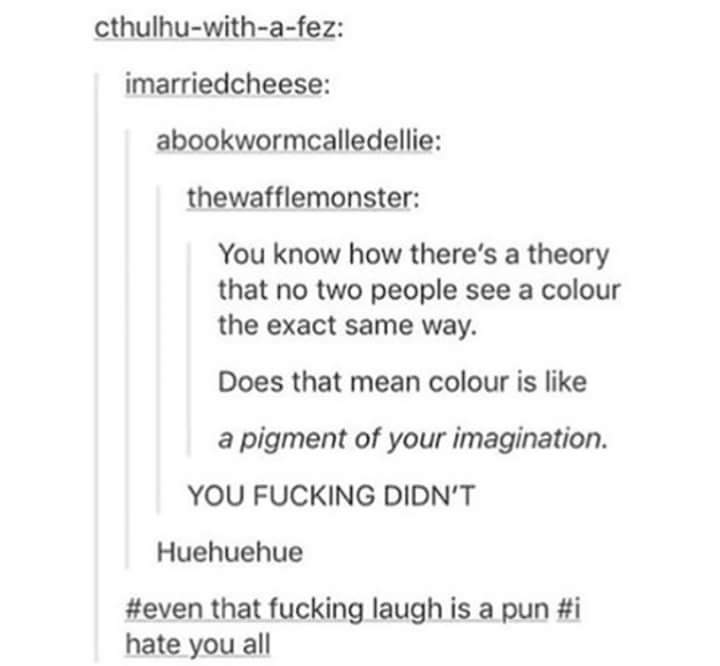 cthulhu-with-a-fez:
imarriedcheese:
abookwormcalledellie:
thewafflemonster:
You know how there's a theory
that no two people see a colour
the exact same way.
Does that mean colour is like
a pigment of your imagination.
YOU FUCKING DIDN'T
Huehuehue
#even that fucking laugh is a pun #i
hate you all